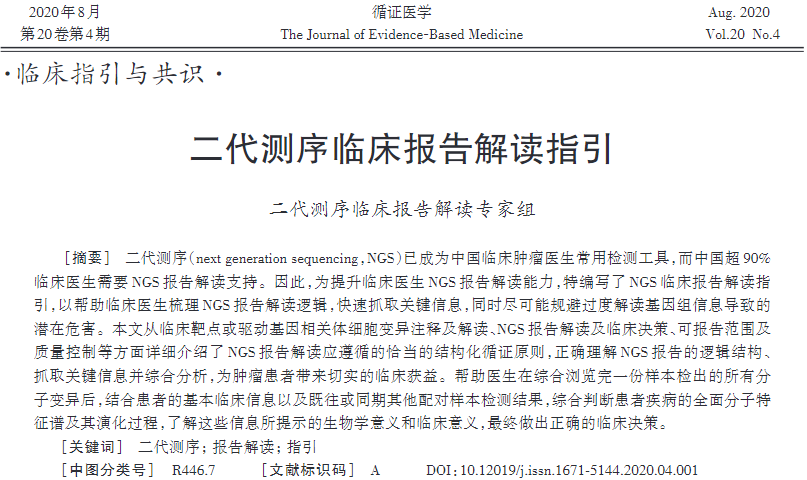 2020年8月 循证医学 Aug. 2020
第20卷第4期 The Journal of Evidence-Based Medicine Vol.20 No.4
·临床指引与共识·
二代测序临床报告解读指引
二代测序临床报告解读专家组
[摘要] 二代测序(next generation sequencing,NGS)已成为中国临床肿瘤医生常用检测工具,而中国超90%
临床医生需要NGS报告解读支持。因此,为提升临床医生NGS报告解读能力,特编写了NGS临床报告解读指
引,以帮助临床医生梳理NGS报告解读逻辑,快速抓取关键信息,同时尽可能规避过度解读基因组信息导致的
潜在危害。本文从临床靶点或驱动基因相关体细胞变异注释及解读、NGS报告解读及临床决策、可报告范围及
质量控制等方面详细介绍了NGS报告解读应遵循的恰当的结构化循证原则,正确理解NGS报告的逻辑结构、
抓取关键信息并综合分析,为肿瘤患者带来切实的临床获益。帮助医生在综合浏览完一份样本检出的所有分
子变异后,结合患者的基本临床信息以及既往或同期其他配对样本检测结果,综合判断患者疾病的全面分子特
征谱及其演化过程,了解这些信息所提示的生物学意义和临床意义,最终做出正确的临床决策。
[关键词] 二代测序; 报告解读; 指引
[中图分类号] R446.7 [文献标识码] A DOI: 10.12019/j.issn.1671-5144.2020.04.001